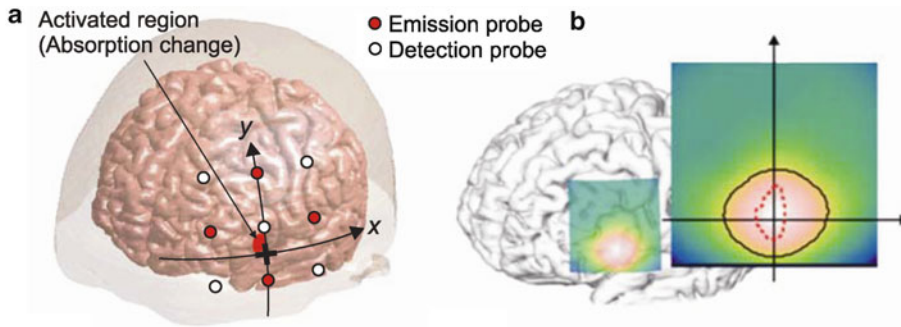 a
Activated region
(Absorption change)
Emission probe
Detection probe
b
y
x